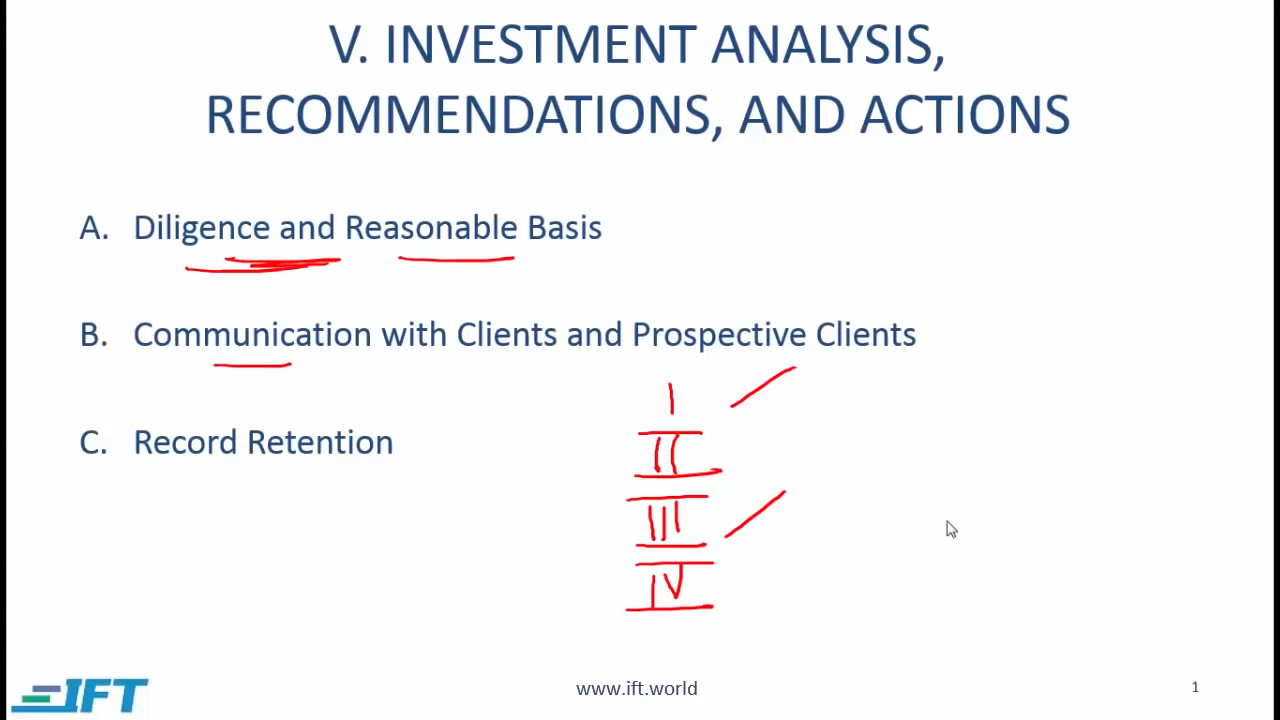 V. INVESTMENT ANALYSIS,
RECOMMENDATIONS, AND ACTIONS
A. Diligence and Reasonable Basis
B. Communication with Clients and Prospective Clients
I
C. Record Retention
II
III
IV
IFT
www.ift.world
1